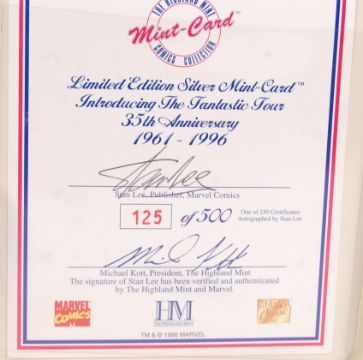 THE HIGHLAND MINT
Mint-Card™
COMICS COLLECTION
Limited Edition Silver Mint-Card™
Introducing The Fantastic Four
35th Anniversary
1961 - 1996
Stan Lee
Stan Lee, Publisher, Marvel Comics
125 of 500
One of 250 Certificates
Autographed by Stan Lee
Michael Kott, President, The Highland Mint
The signature of Stan Lee has been verified and authenticated
by The Highland Mint and Marvel.
MARVEL
COMICS
HM
THE HIGHLAND MINT
TM & © 1996 MARVEL